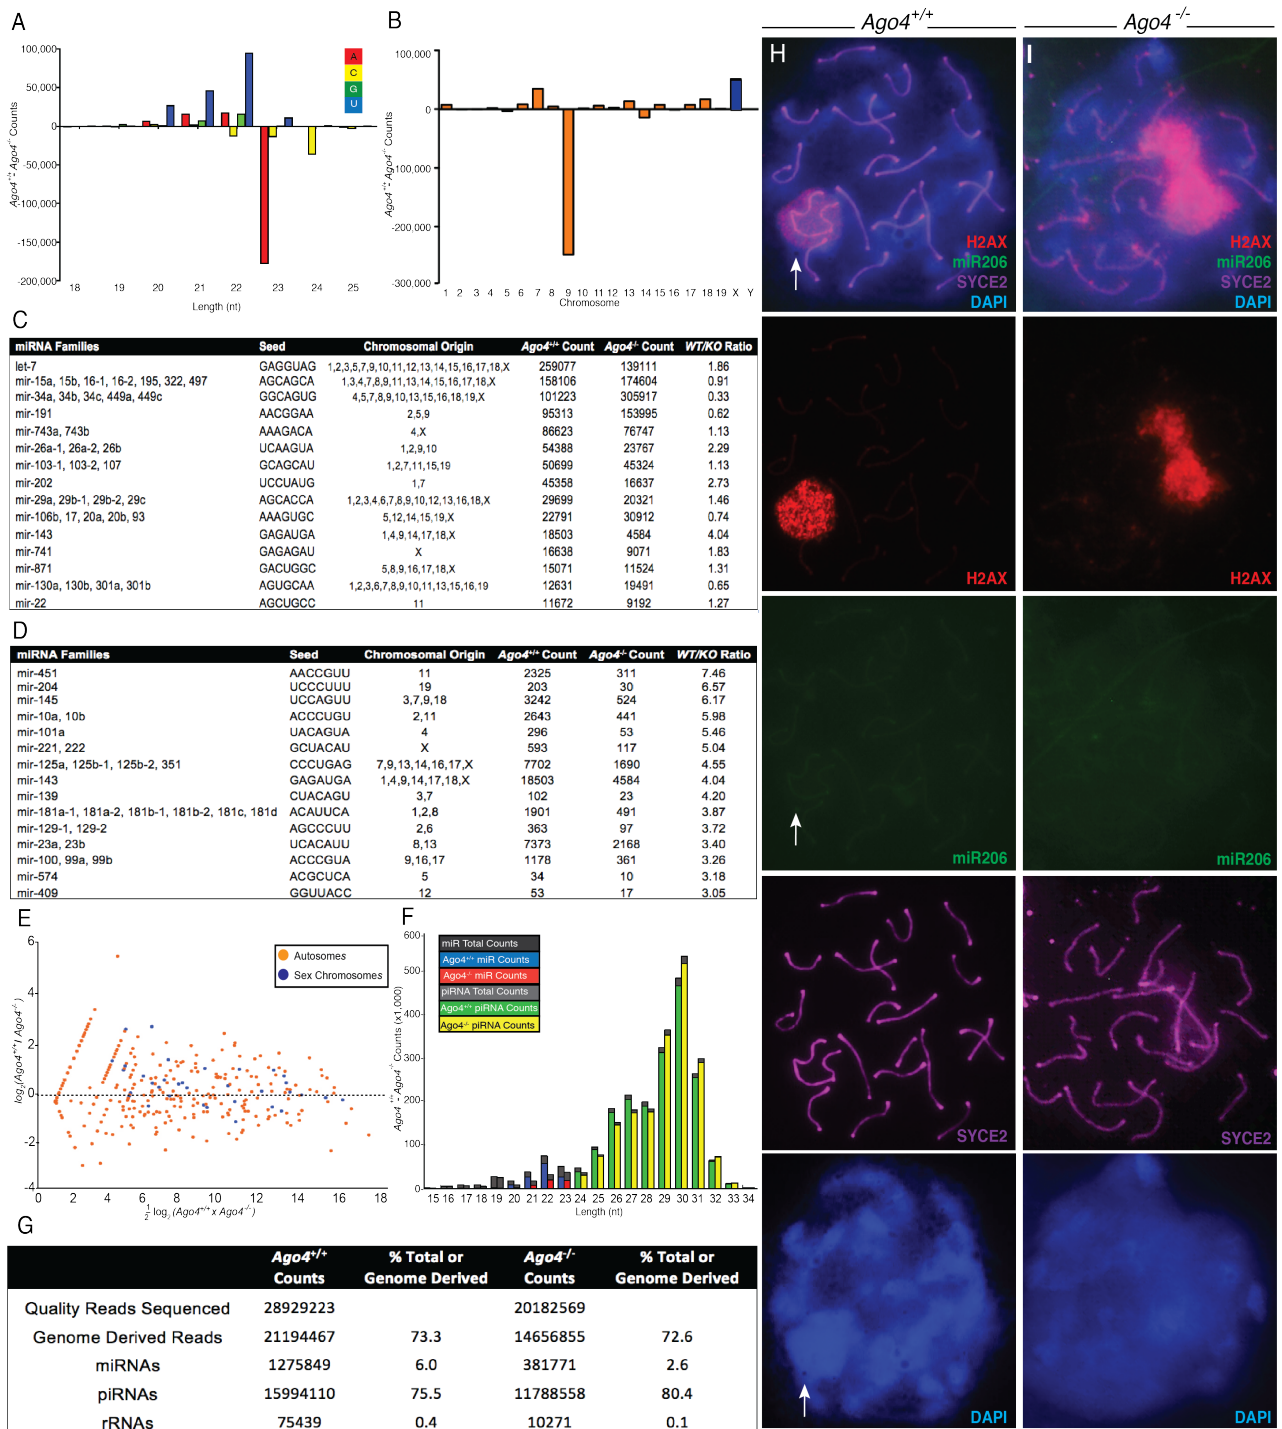 A
100,000
50,000
0
-50,000
-100,000
-150,000
-200,000
Ago4+/+- Ago4-/- Counts
A
C
G
U
18 19 20 21 22 23 24 25
Length (nt)
B
100,000
0
-100,000
-200,000
-300,000
Ago4+/+- Ago4-/- Counts
1 2 3 4 5 6 7 8 9 10 11 12 13 14 15 16 17 18 19 X Y
Chromosome
C
miRNA Families Seed Chromosomal Origin Ago4+/+ Count Ago4-/- Count WT/KO Ratio
let-7 GAGGUAG 1,2,3,5,7,9,10,11,12,13,14,15,16,17,18,X 259077 139111 1.86
mir-15a, 15b, 16-1, 16-2, 195, 322, 497 AGCAGCA 1,3,4,7,8,9,11,13,14,15,16,17,18,X 158106 174604 0.91
mir-34a, 34b, 34c, 449a, 449c GGCAGUG 4,5,7,8,9,10,13,15,16,18,19,X 101223 305917 0.33
mir-191 AACGGAA 2,5,9 95313 153995 0.62
mir-743a, 743b AAAGACA 4,X 86623 76747 1.13
mir-26a-1, 26a-2, 26b UCAAGUA 1,2,9,10 54388 23767 2.29
mir-103-1, 103-2, 107 GCAGCAU 1,2,7,11,15,19 50699 45324 1.13
mir-202 UCCUAUG 1,7 45358 16637 2.73
mir-29a, 29b-1, 29b-2, 29c AGCACCA 1,2,3,4,6,7,8,9,10,12,13,16,18,X 29699 20321 1.46
mir-106b, 17, 20a, 20b, 93 AAAGUGC 5,12,14,15,19,X 22791 30912 0.74
mir-143 GAGAUGA 1,4,9,14,17,18,X 18503 4584 4.04
mir-741 GAGAGAU X 16638 9071 1.83
mir-871 GACUGGC 5,8,9,16,17,18,X 15071 11524 1.31
mir-130a, 130b, 301a, 301b AGUGCAA 1,2,3,6,7,8,9,10,11,13,15,16,19 12631 19491 0.65
mir-22 AGCUGCC 11 11672 9192 1.27
D
miRNA Families Seed Chromosomal Origin Ago4+/+ Count Ago4-/- Count WT/KO Ratio
mir-451 AACCGUU 11 2325 311 7.46
mir-204 UCCCUUU 19 203 30 6.57
mir-145 UCCAGUU 3,7,9,18 3242 524 6.17
mir-10a, 10b ACCCUGU 2,11 2643 441 5.98
mir-101a UACAGUA 4 296 53 5.46
mir-221, 222 GCUACAU X 593 117 5.04
mir-125a, 125b-1, 125b-2, 351 CCCUGAG 7,9,13,14,16,17,X 7702 1690 4.55
mir-143 GAGAUGA 1,4,9,14,17,18,X 18503 4584 4.04
mir-139 CUACAGU 3,7 102 23 4.20
mir-181a-1, 181a-2, 181b-1, 181b-2, 181c, 181d ACAUUCA 1,2,8 1901 491 3.87
mir-129-1, 129-2 AGCCCUU 2,6 363 97 3.72
mir-23a, 23b UCACAUU 8,13 7373 2168 3.40
mir-100, 99a, 99b ACCCGUA 9,16,17 1178 361 3.26
mir-574 ACGCUCA 5 34 10 3.18
mir-409 GGUUACC 12 53 17 3.05
E
6
4
2
0
-2
-4
log2(Ago4+/+/ Ago4-/-)
Autosomes
Sex Chromosomes
0 2 4 6 8 10 12 14 16 18
1/2 log2 (Ago4+/+ x Ago4-/-)
F
600
500
400
300
200
100
0
Ago4+/+- Ago4-/- Counts (x1,000)
miR Total Counts
Ago4+/+ miR Counts
Ago4-/- miR Counts
piRNA Total Counts
Ago4+/+ piRNA Counts
Ago4-/- piRNA Counts
15 16 17 18 19 20 21 22 23 24 25 26 27 28 29 30 31 32 33 34
Length (nt)
G
Ago4+/+ Counts % Total or Genome Derived Ago4-/- Counts % Total or Genome Derived
Quality Reads Sequenced 28929223 20182569
Genome Derived Reads 21194467 73.3 14656855 72.6
miRNAs 1275849 6.0 381771 2.6
piRNAs 15994110 75.5 11788558 80.4
rRNAs 75439 0.4 10271 0.1
Ago4+/+
Ago4-/-
H
H2AX
miR206
SYCE2
DAPI
I
H2AX
miR206
SYCE2
DAPI
H2AX
H2AX
miR206
miR206
SYCE2
SYCE2
DAPI
DAPI